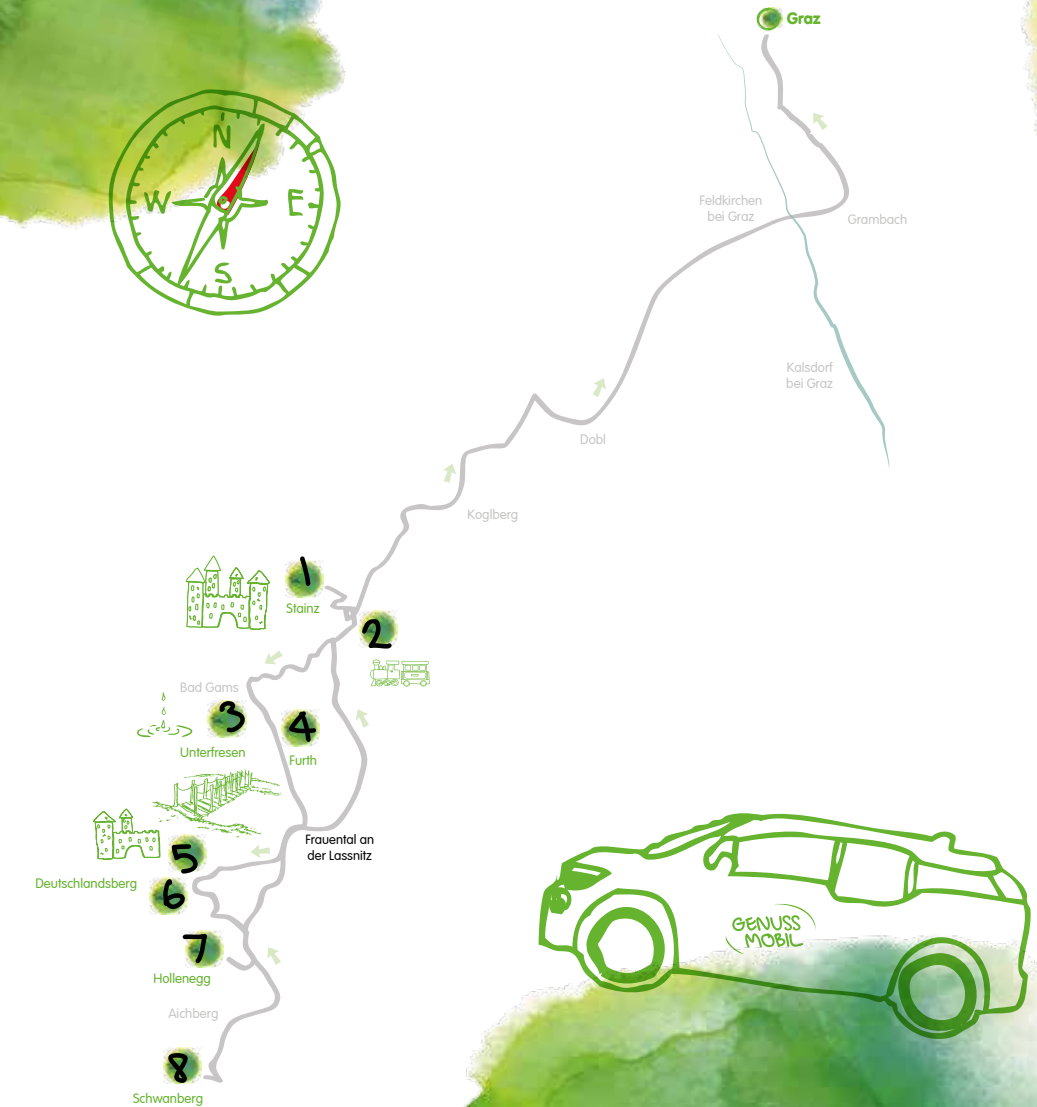 Graz
N
W
E
S
Feldkirchen
bei Graz
Grambach
Kalsdorf
bei Graz
Dobl
Koglberg
1
Stainz
2
Bad Gams
3
4
Unterfresen
Furth
Frauental an
der Lassnitz
5
Deutschlandsberg
6
7
Hollenegg
Aichberg
8
Schwanberg
GENUSS
MOBIL